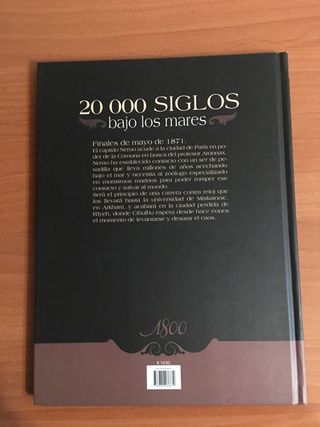 20 000 SIGLOS
bajo los mares
Finales de mayo de 1871.
El capitán Nemo acude a la ciudad de París en po-
der de la Comuna en busca del profesor Aronnax.
Nemo ha establecido contacto con un ser de pe-
sadilla que lleva millones de años acechando
bajo el mar y necesita al zoólogo especializado
en monstruos marinos para poder romper ese
contacto y salvar al mundo.
Será el principio de una carrera contra reloj que
los llevará hasta la universidad de Miskatonic,
en Arkham, y acabará en la ciudad perdida de
R'lyeh, donde Cthulhu espera desde hace eones
el momento de levantarse y desatar el caos.
1800